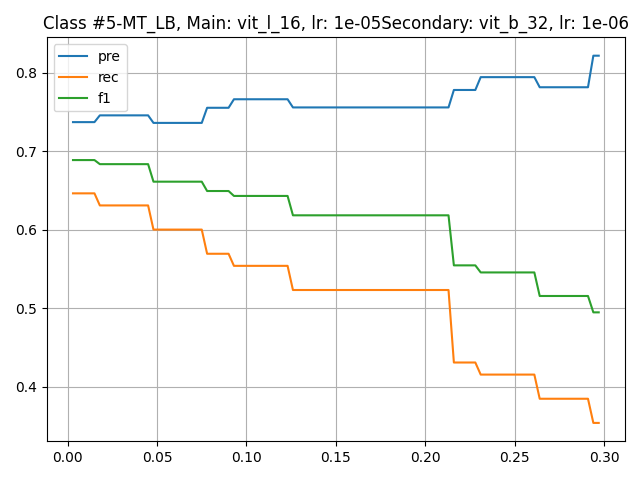 Class #5-MT_LB, Main: vit_l_16, lr: 1e-05Secondary: vit_b_32, lr: 1e-06
pre
rec
f1
0.8
0.7
0.6
0.5
0.4
0.00 0.05 0.10 0.15 0.20 0.25 0.30